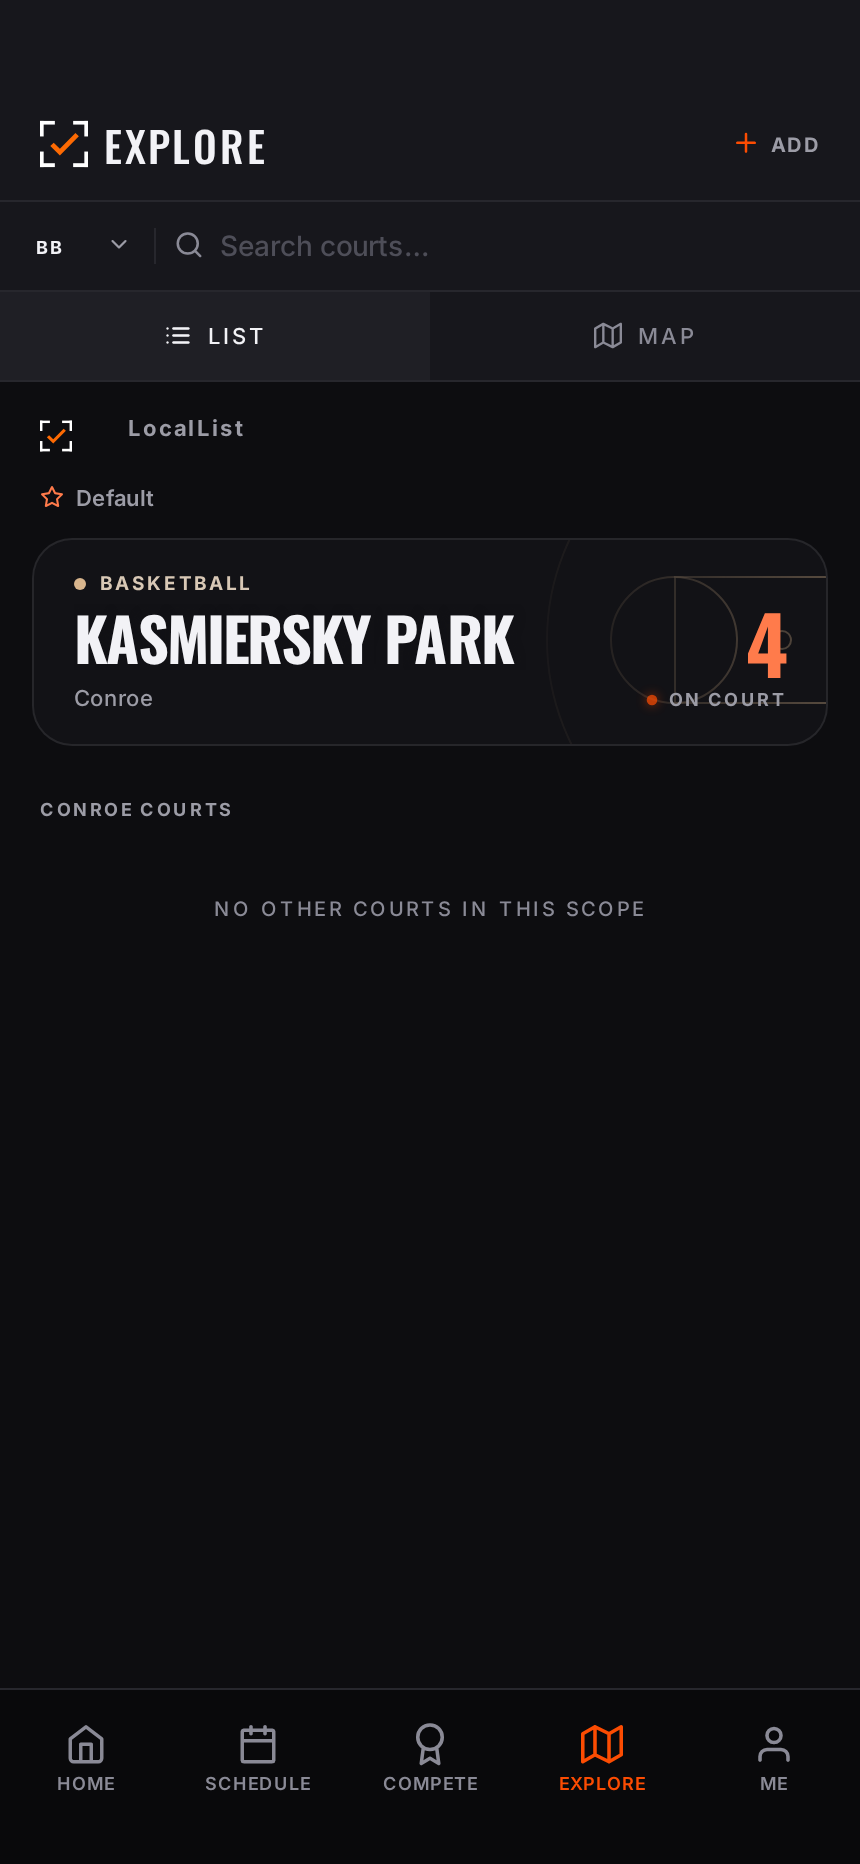 EXPLORE
ADD
BB
Search courts...
LIST
MAP
LocalList
Default
BASKETBALL
KASMIERSKY PARK
4
Conroe
ON COURT
CONROE COURTS
NO OTHER COURTS IN THIS SCOPE
HOME
SCHEDULE
COMPETE
EXPLORE
ME